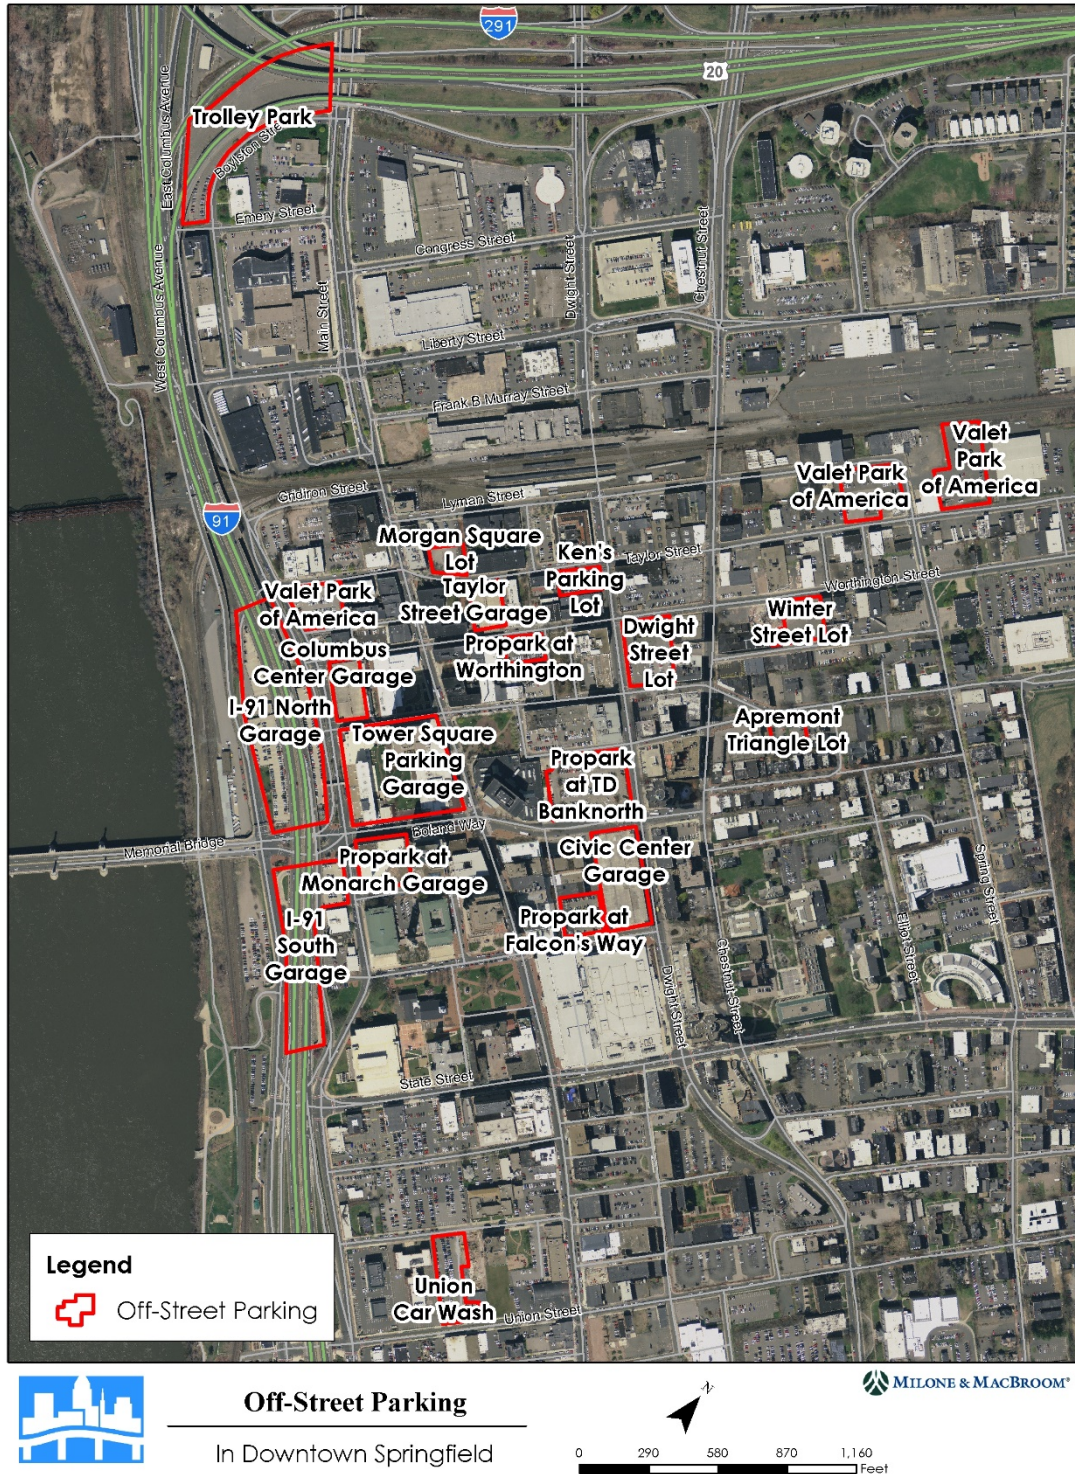 291
20
East Columbus Avenue
Trolley Park
Boylston Stre
Emery Street
Congress Street
Dwight Street
Chestnut Street
West Columbus Avenue
Main Street
Liberty Street
Frank B Murray Street
Gridiron Street
Lyman Street
91
Valet
Park
of America
Valet Park
of America
Morgan Square
Lot
Ken's
Parking
Lot
Taylor Street
Worthington Street
Valet Park
of America
Taylor
Street Garage
Winter
Street Lot
Columbus
Center Garage
Propark at
Worthington
Dwight
Street
Lot
I-91 North
Garage
Tower Square
Parking
Garage
Apremont
Triangle Lot
Propark
at TD
Banknorth
Boland Way
Memorial Bridge
Propark at
Monarch Garage
Civic Center
Garage
Spring Street
Elliot Street
I-91
South
Garage
Propark at
Falcon's Way
Dwight Street
Chestnut Street
State Street
Union
Car Wash
Union Street
Legend
Off-Street Parking
Off-Street Parking
In Downtown Springfield
N
MILONE & MACBROOM®
0 290 580 870 1,160
Feet